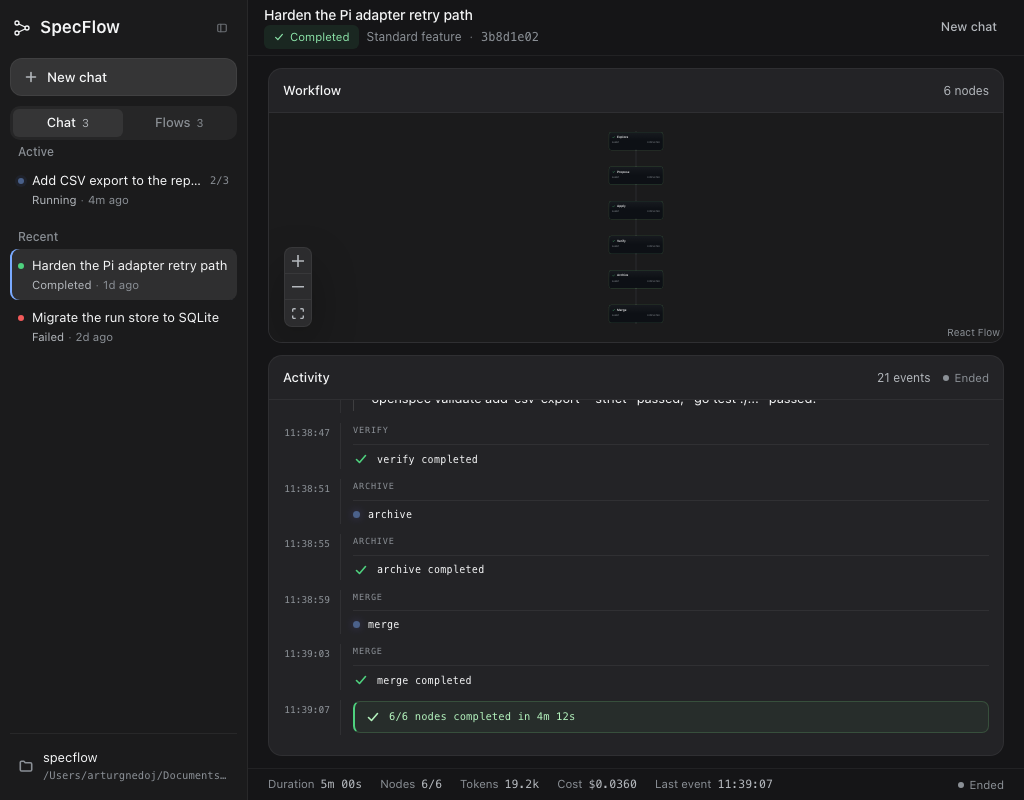 SpecFlow
New chat
Chat 3
Flows 3
Active
Add CSV export to the rep... 2/3
Running · 4m ago
Recent
Harden the Pi adapter retry path
Completed · 1d ago
Migrate the run store to SQLite
Failed · 2d ago
specflow
/Users/arturgnedoj/Documents…
Harden the Pi adapter retry path
Completed Standard feature · 3b8d1e02
New chat
Workflow
6 nodes
Explore
Propose
Apply
Verify
Archive
Merge
React Flow
Activity
21 events
Ended
11:38:47
VERIFY
verify completed
11:38:51
ARCHIVE
archive
11:38:55
ARCHIVE
archive completed
11:38:59
MERGE
merge
11:39:03
MERGE
merge completed
11:39:07
6/6 nodes completed in 4m 12s
Duration 5m 00s Nodes 6/6 Tokens 19.2k Cost $0.0360 Last event 11:39:07
Ended